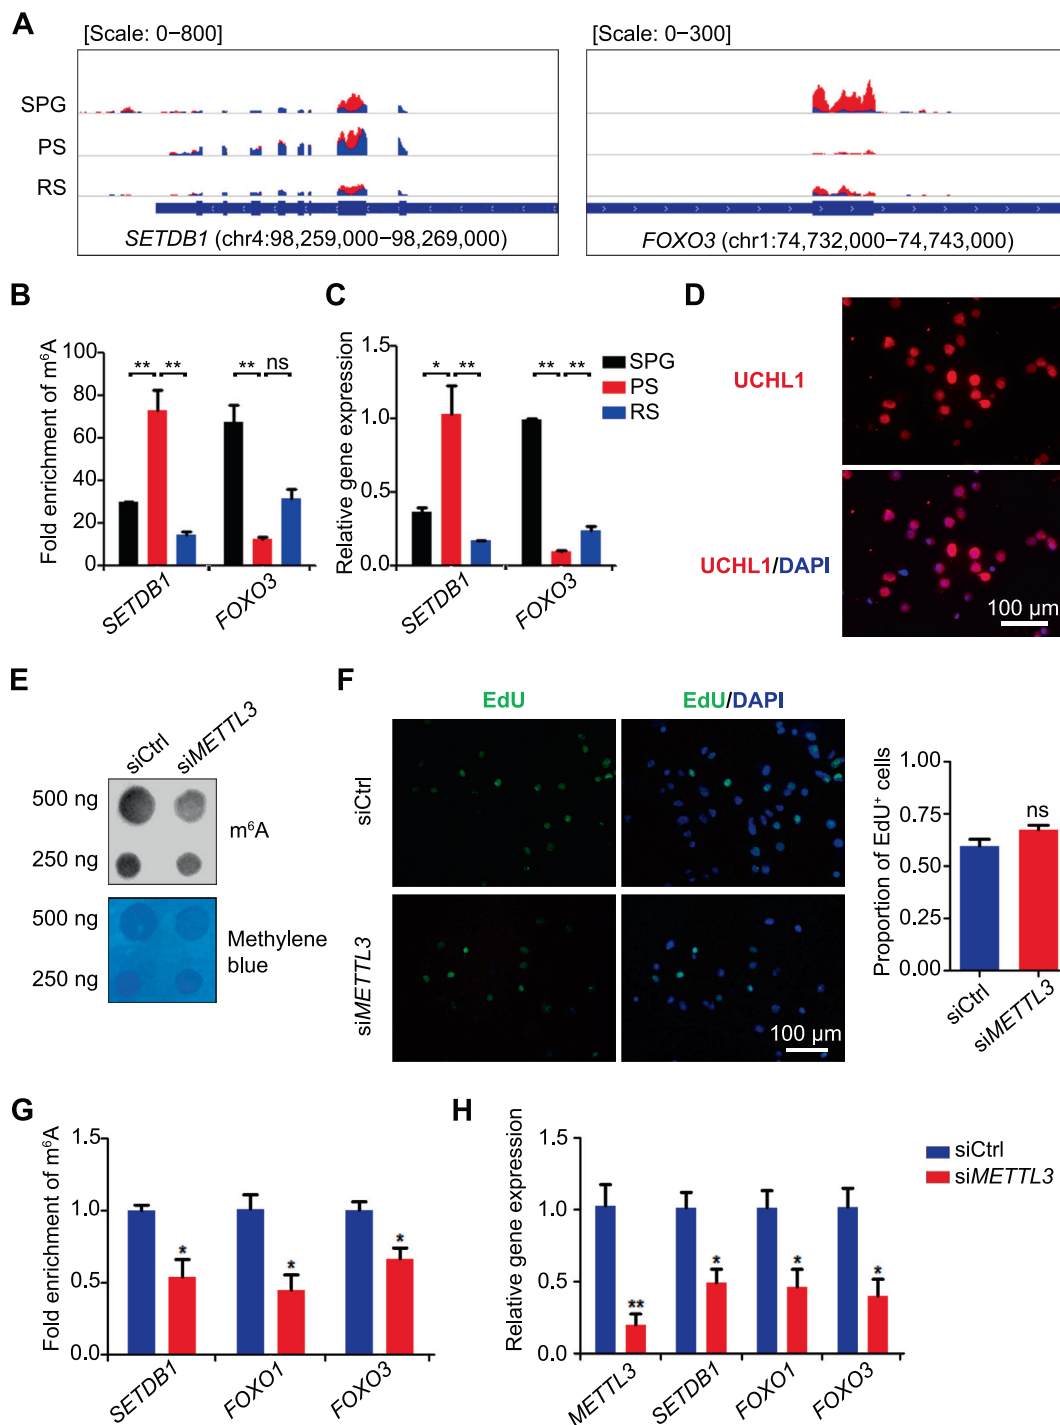 A
[Scale: 0–800]
[Scale: 0–300]
SPG
PS
RS
SETDB1 (chr4:98,259,000–98,269,000)
FOXO3 (chr1:74,732,000–74,743,000)
B
Fold enrichment of m⁶A
100
80
60
40
20
0
** **
** ns
SETDB1
FOXO3
C
Relative gene expression
1.5
1.0
0.5
0.0
* **
** **
SETDB1
FOXO3
SPG
PS
RS
D
UCHL1
UCHL1/DAPI
100 µm
E
siCtrl
siMETTL3
500 ng
250 ng
m⁶A
500 ng
250 ng
Methylene
blue
F
EdU
EdU/DAPI
siCtrl
siMETTL3
100 µm
Proportion of EdU⁺ cells
1.00
0.75
0.50
0.25
0.00
ns
siCtrl
siMETTL3
G
Fold enrichment of m⁶A
1.5
1.0
0.5
0.0
*
*
*
SETDB1
FOXO1
FOXO3
H
Relative gene expression
1.5
1.0
0.5
0.0
**
*
*
*
METTL3
SETDB1
FOXO1
FOXO3
siCtrl
siMETTL3